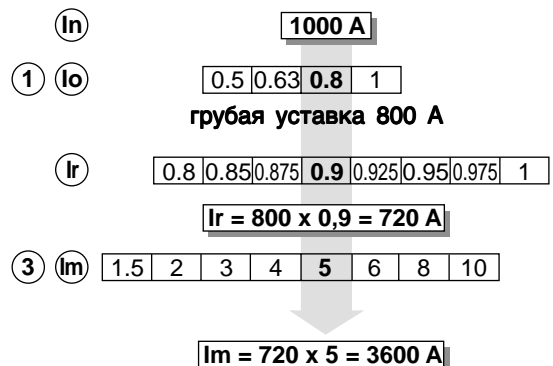 In 1000 A
1 Io 0.5 0.63 0.8 1
грубая уставка 800 А
Ir 0.8 0.85 0.875 0.9 0.925 0.95 0.975 1
Ir = 800 x 0,9 = 720 A
3 Im 1.5 2 3 4 5 6 8 10
Im = 720 x 5 = 3600 A